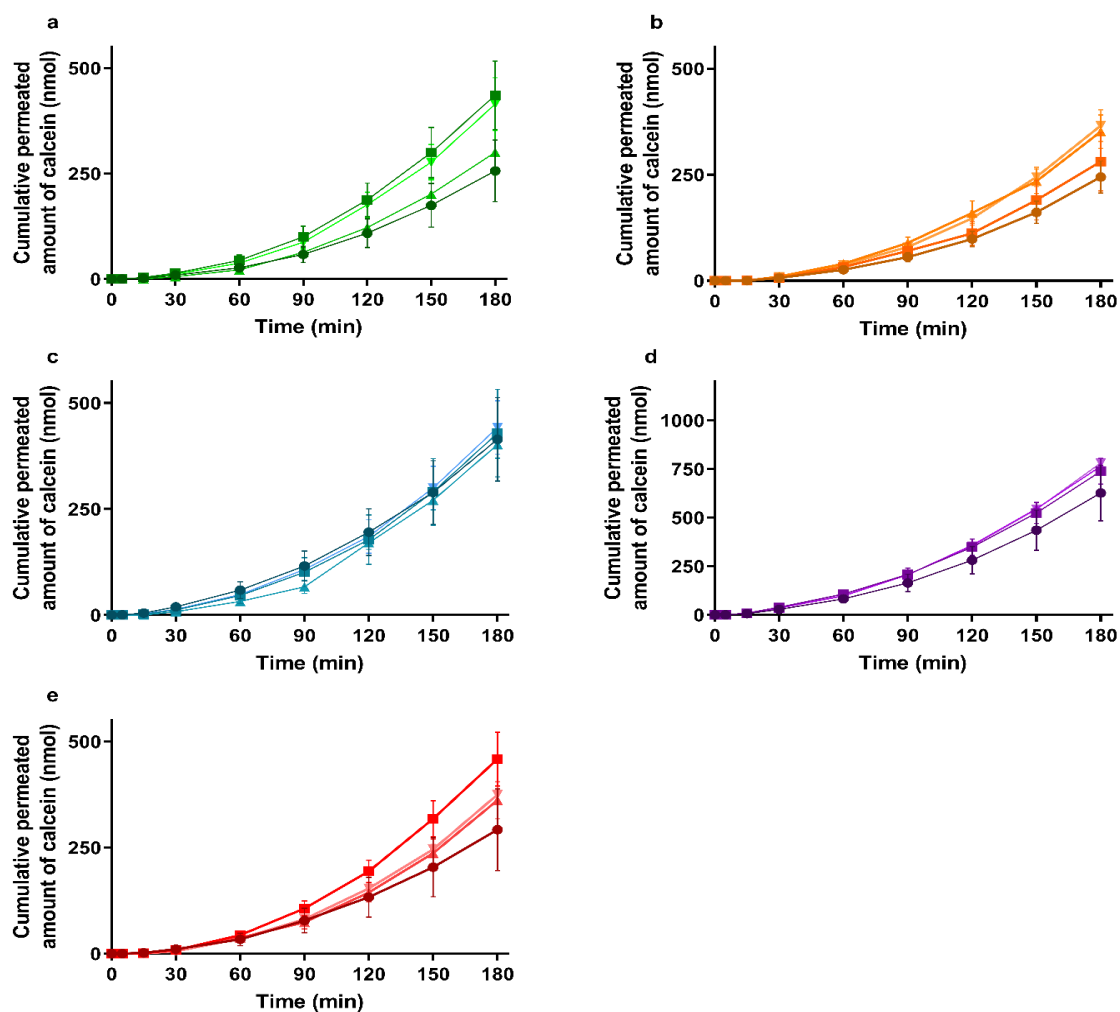 a
Cumulative permeated
amount of calcein (nmol)
500
250
0
0 30 60 90 120 150 180
Time (min)
b
Cumulative permeated
amount of calcein (nmol)
500
250
0
0 30 60 90 120 150 180
Time (min)
c
Cumulative permeated
amount of calcein (nmol)
500
250
0
0 30 60 90 120 150 180
Time (min)
d
Cumulative permeated
amount of calcein (nmol)
1000
750
500
250
0
0 30 60 90 120 150 180
Time (min)
e
Cumulative permeated
amount of calcein (nmol)
500
250
0
0 30 60 90 120 150 180
Time (min)